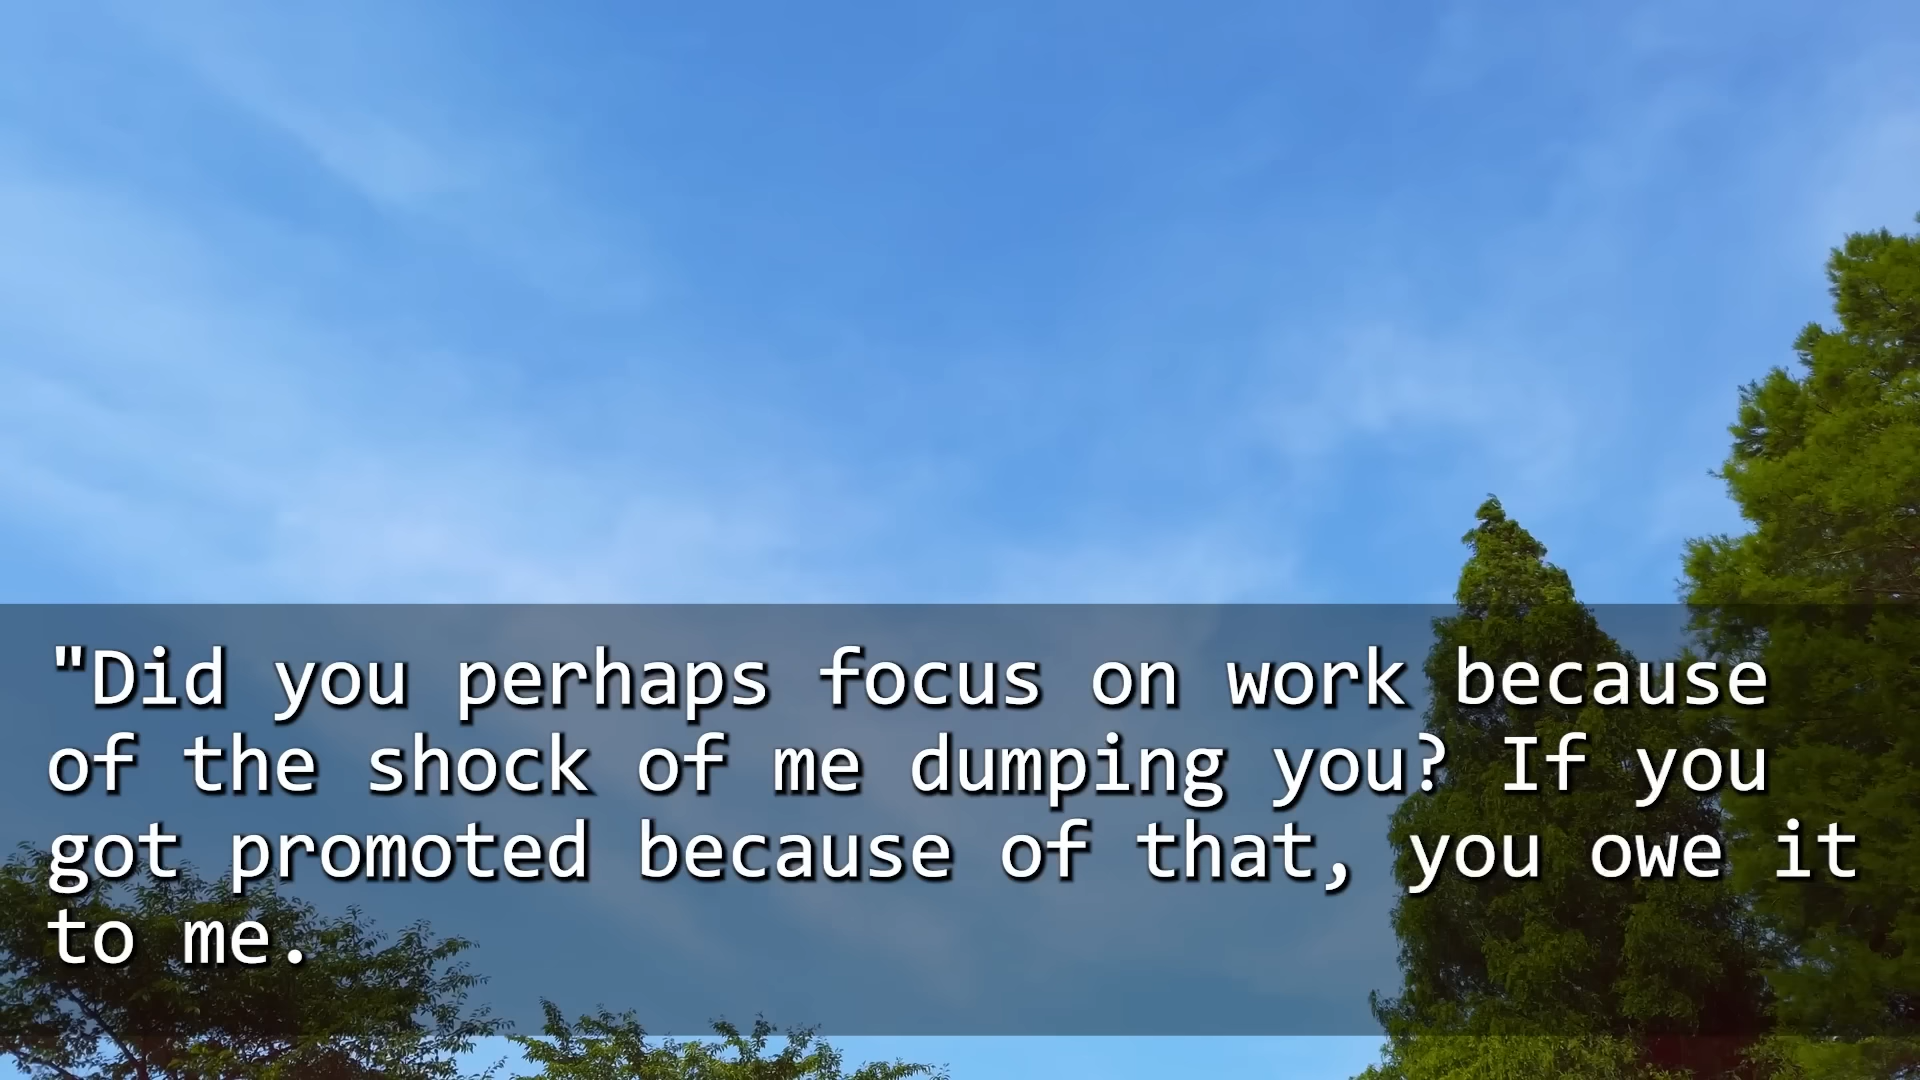 "Did you perhaps focus on work because
of the shock of me dumping you? If you
got promoted because of that, you owe it
to me.